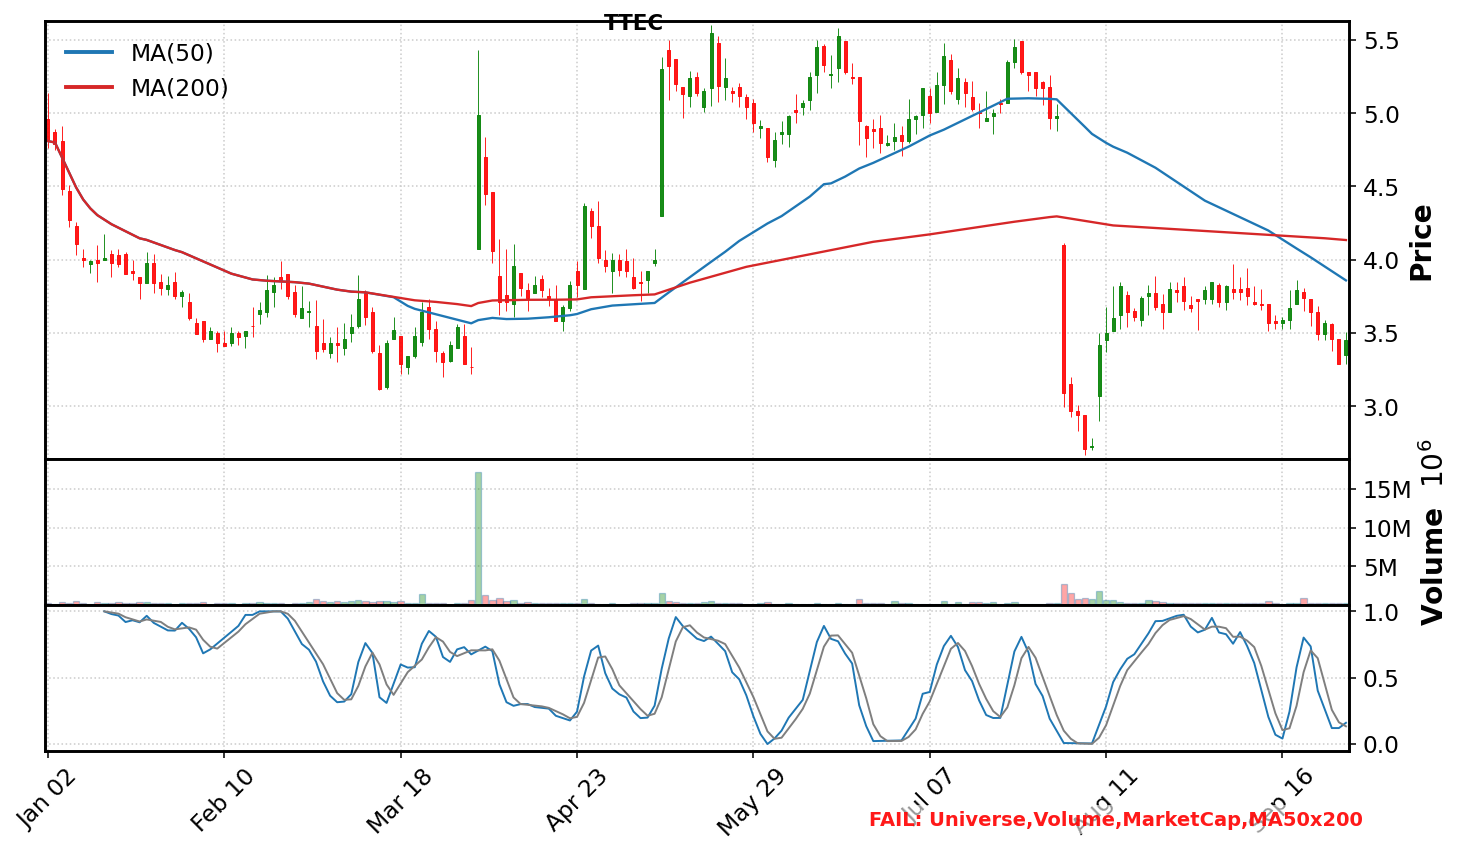 TTEC
MA(50)
MA(200)
5.5
5.0
4.5
4.0
3.5
3.0
Price
15M
10M
5M
Volume 10^6
1.0
0.5
0.0
Jan 02
Feb 10
Mar 18
Apr 23
May 29
Jul 07
Aug 11
Sep 16
FAIL: Universe,Volume,MarketCap,MA50x200